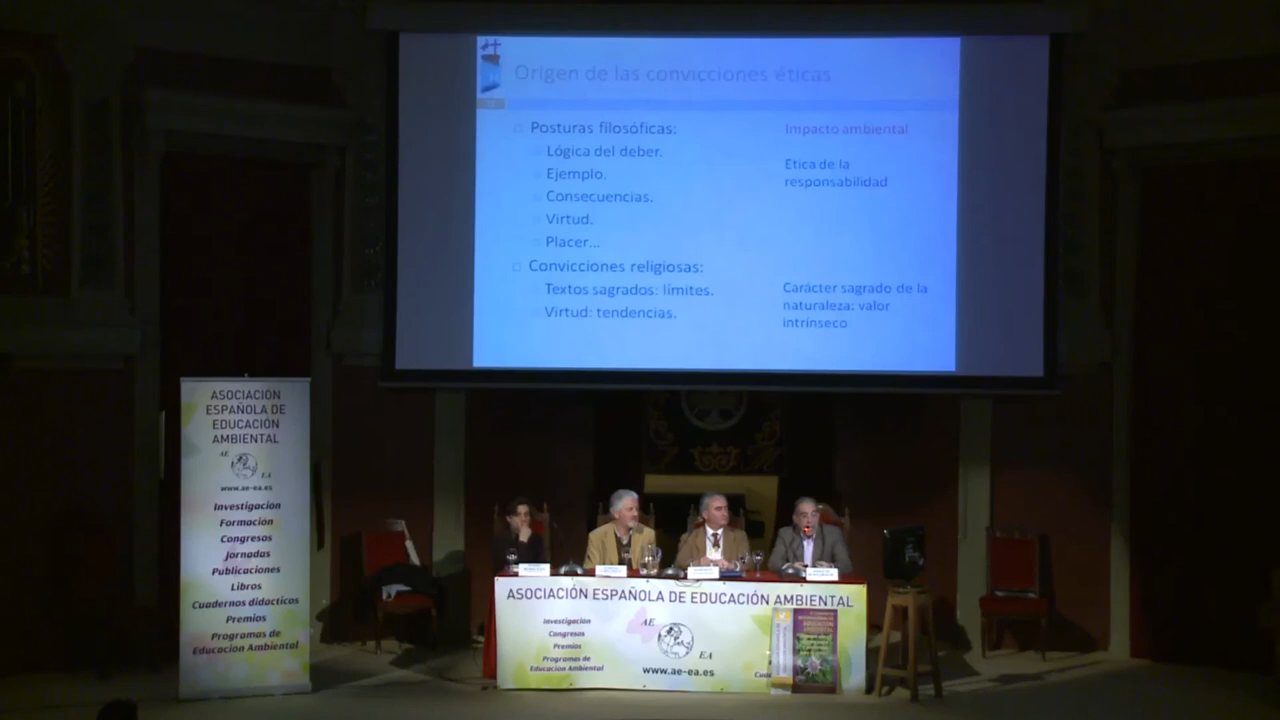 Origen de las convicciones éticas
Posturas filosóficas:
Lógica del deber.
Ejemplo.
Consecuencias.
Virtud.
Placer...
Convicciones religiosas:
Textos sagrados: límites.
Virtud: tendencias.
Impacto ambiental
Etica de la
responsabilidad
Carácter sagrado de la
naturaleza: valor
intrínseco
ASOCIACIÓN
ESPAÑOLA DE
EDUCACIÓN
AMBIENTAL
AE
EA
www.ae-ea.es
Investigación
Formación
Congresos
Jornadas
Publicaciones
Libros
Cuadernos didácticos
Premios
Programas de
Educación Ambiental
ASOCIACIÓN ESPAÑOLA DE EDUCACIÓN AMBIENTAL
Investigación
Congresos
Premios
Programas de
Educación Ambiental
AE
EA
www.ae-ea.es